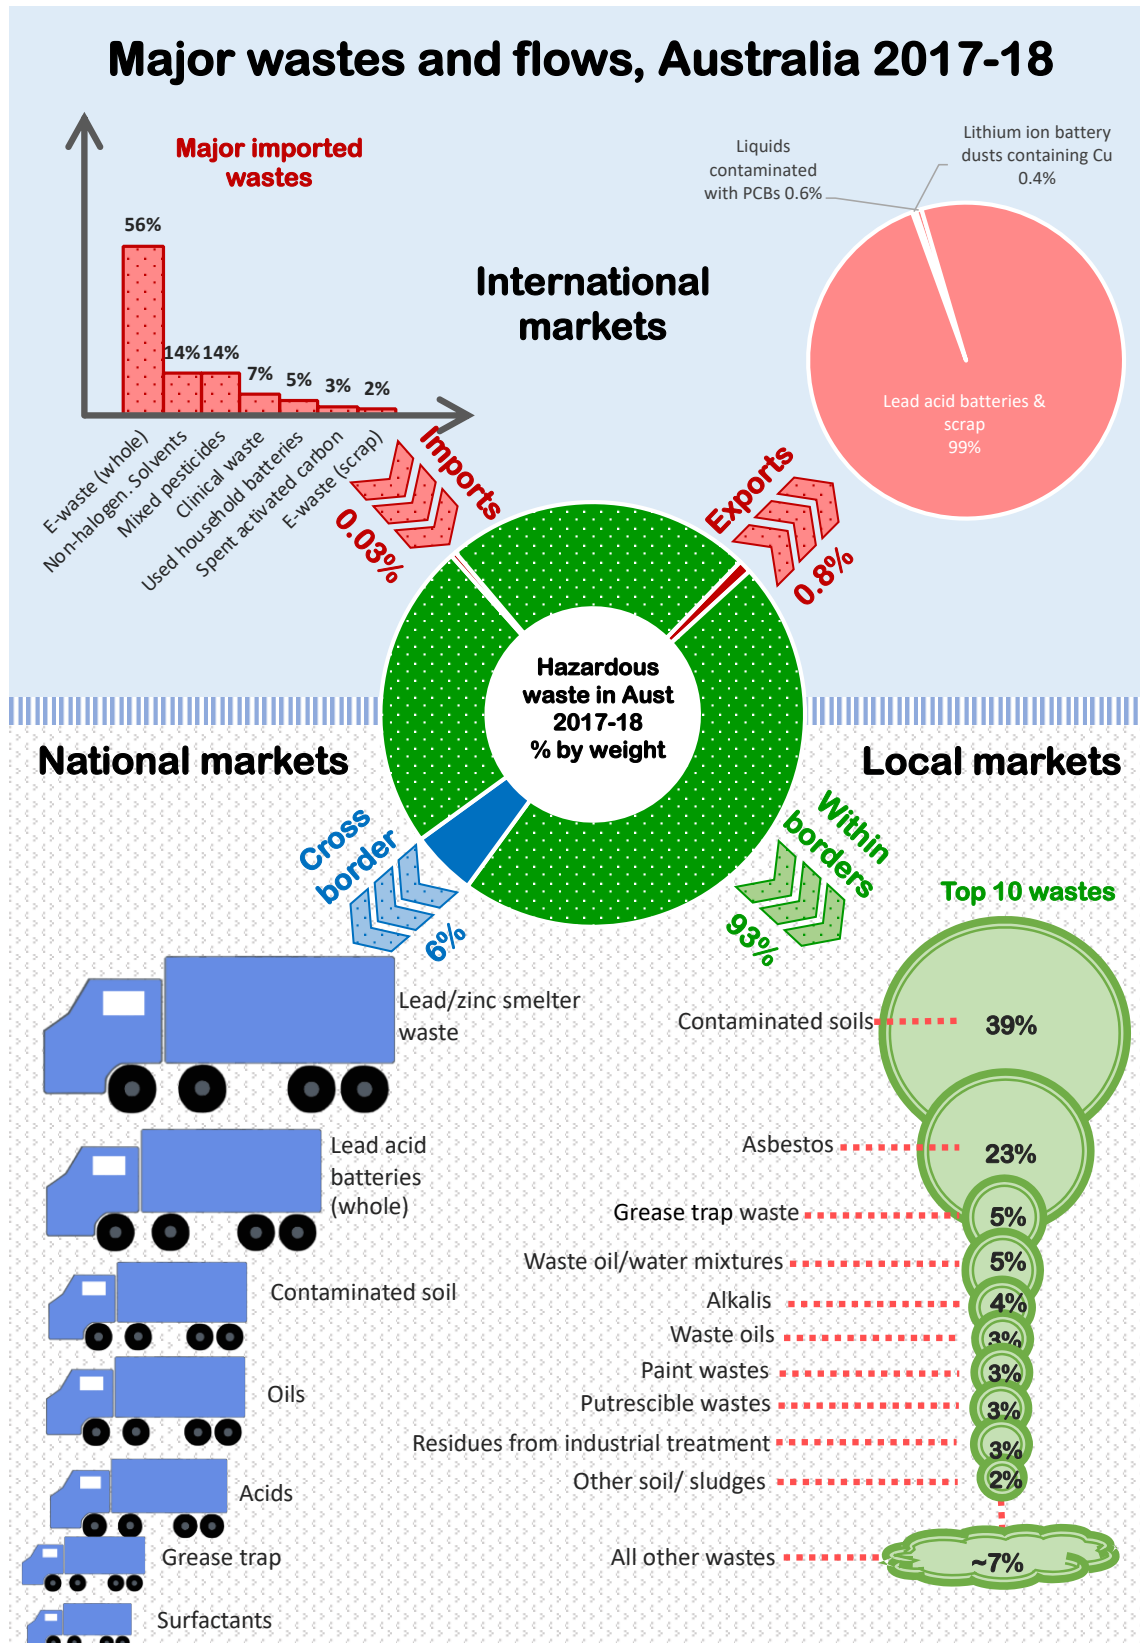 Major wastes and flows, Australia 2017-18
Major imported
wastes
56%
14%
14%
7%
5%
3%
2%
E-waste (whole)
Non-halogen. Solvents
Mixed pesticides
Clinical waste
Used household batteries
Spent activated carbon
E-waste (scrap)
International
markets
Liquids
contaminated
with PCBs 0.6%
Lithium ion battery
dusts containing Cu
0.4%
Lead acid batteries &
scrap
99%
Imports
0.03%
Exports
0.8%
Hazardous
waste in Aust
2017-18
% by weight
National markets
Local markets
Cross
border
6%
Within
borders
93%
Lead/zinc smelter
waste
Lead acid
batteries
(whole)
Contaminated soil
Oils
Acids
Grease trap
Surfactants
Top 10 wastes
Contaminated soils
39%
Asbestos
23%
Grease trap waste
5%
Waste oil/water mixtures
5%
Alkalis
4%
Waste oils
3%
Paint wastes
3%
Putrescible wastes
3%
Residues from industrial treatment
3%
Other soil/ sludges
2%
All other wastes
~7%